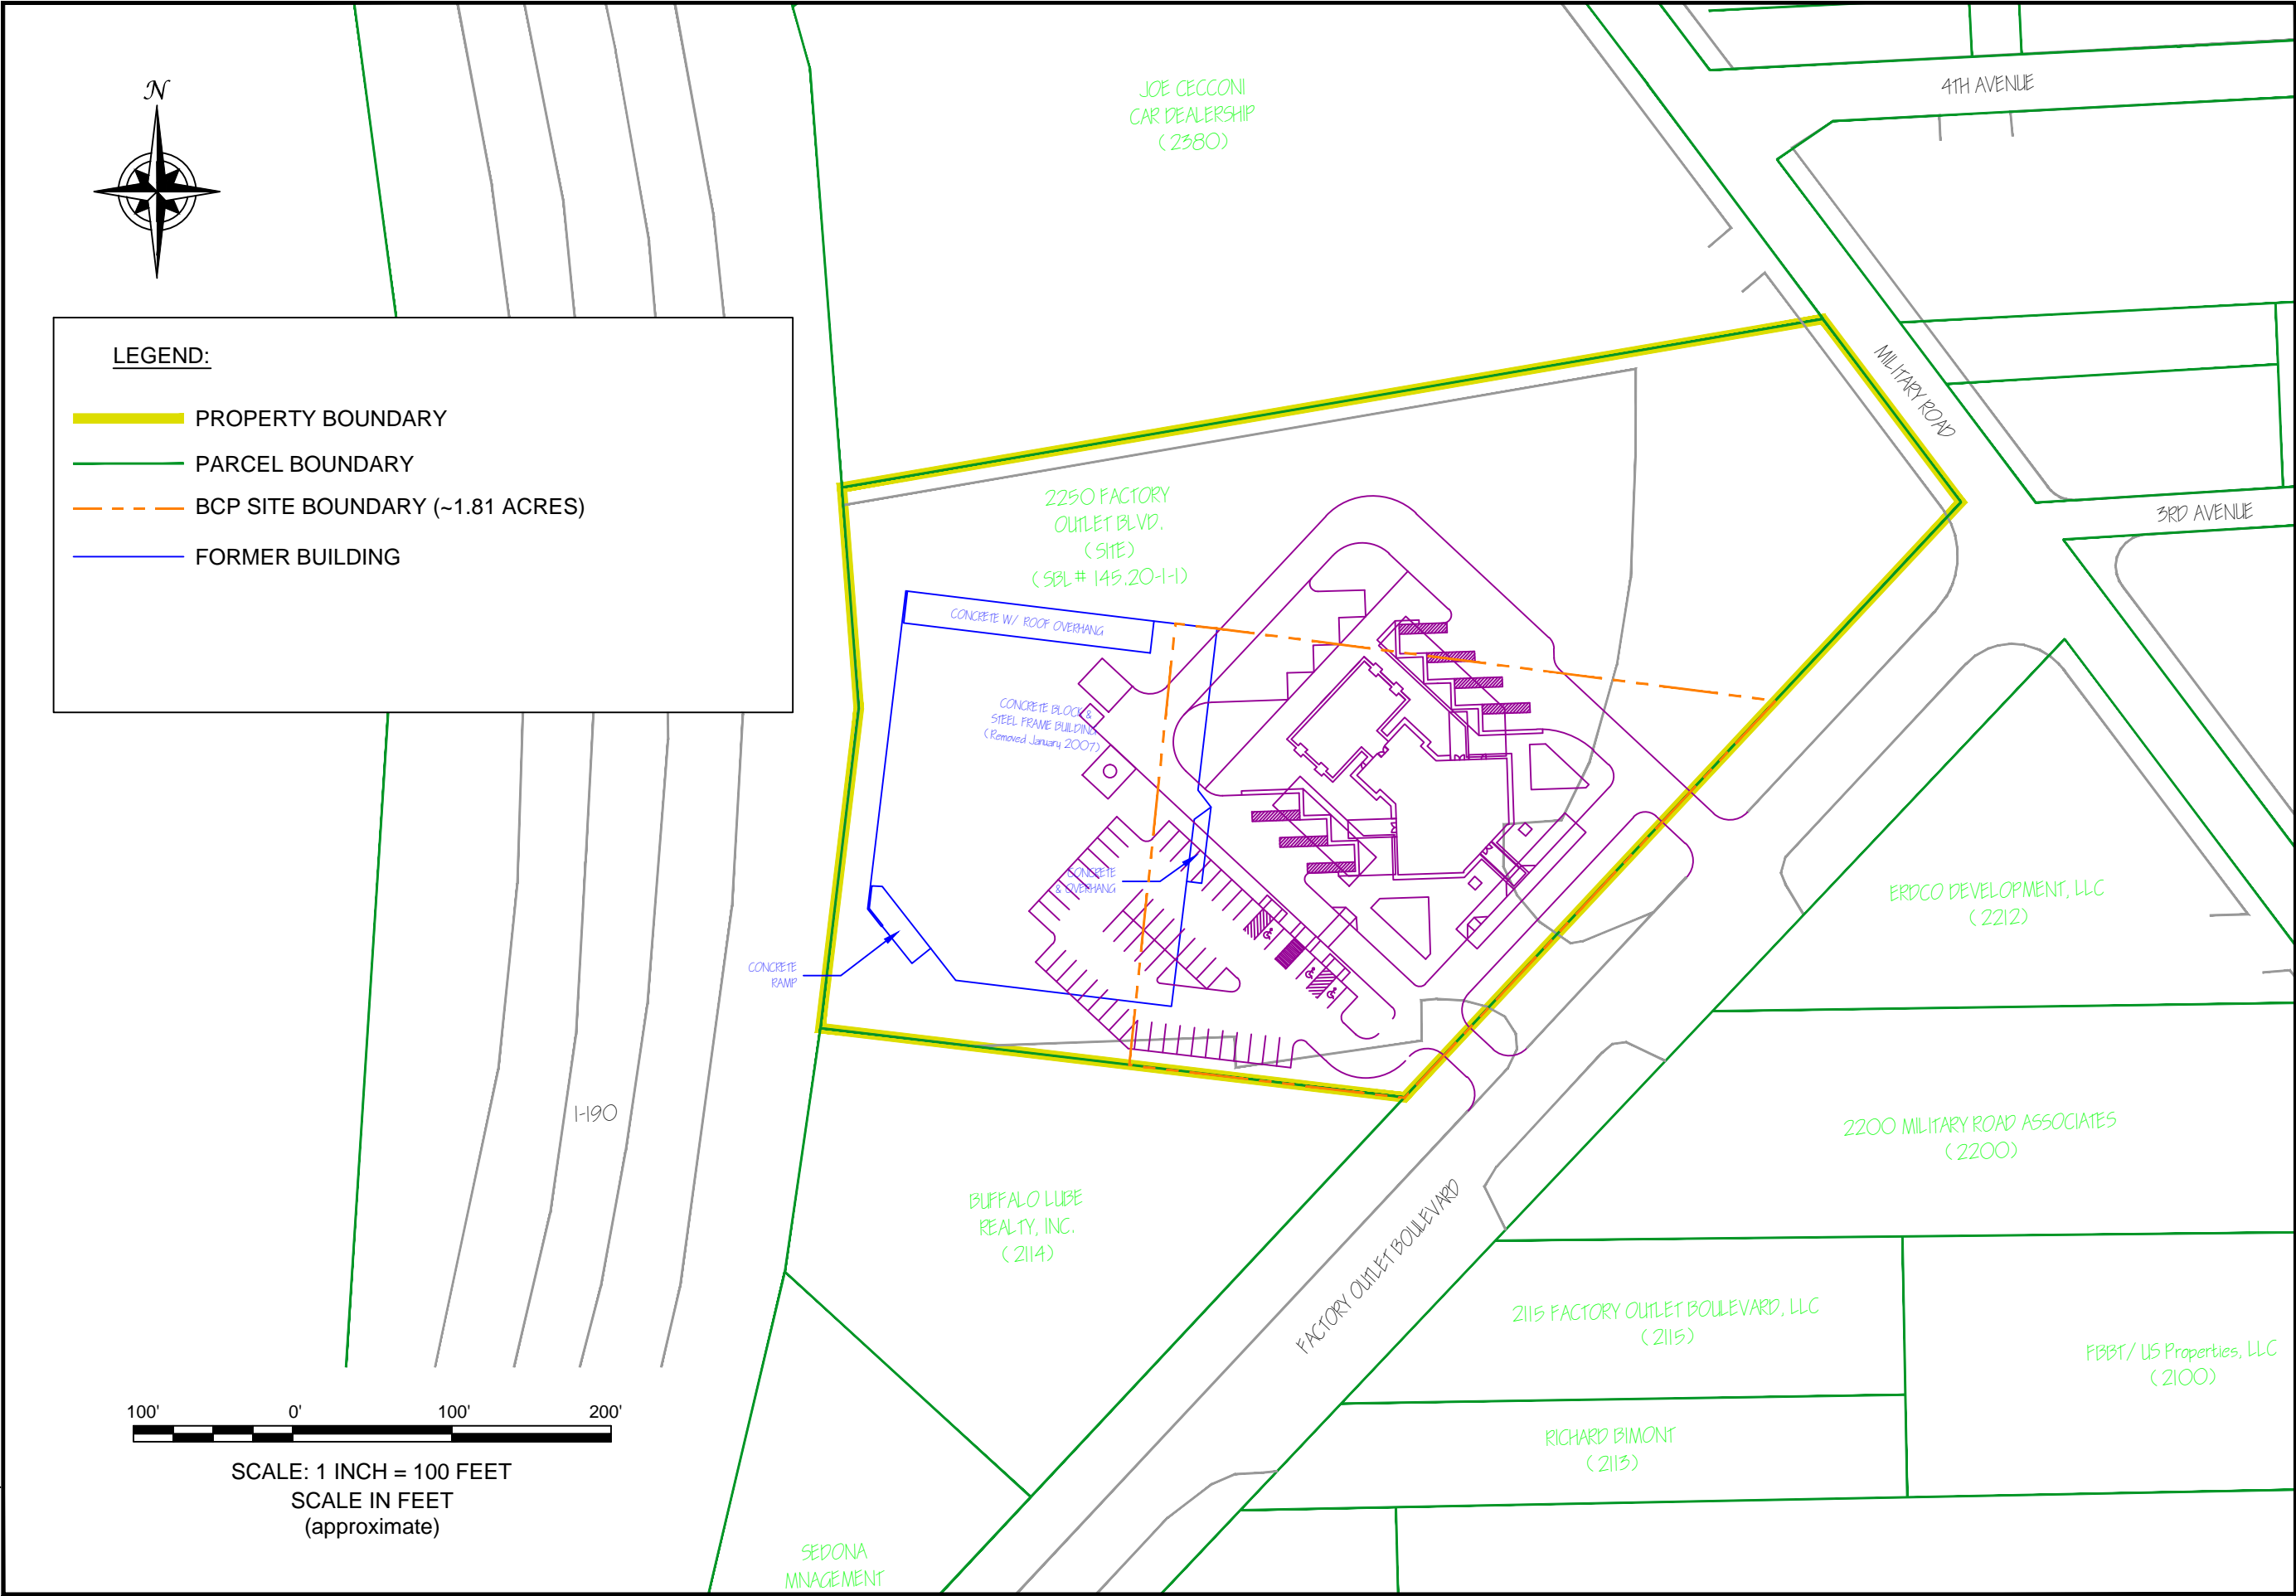 N
LEGEND:
PROPERTY BOUNDARY
PARCEL BOUNDARY
BCP SITE BOUNDARY (~1.81 ACRES)
FORMER BUILDING
JOE CECCONI
CAR DEALERSHIP
(2380)
4TH AVENUE
MILITARY ROAD
3RD AVENUE
2250 FACTORY
OUTLET BLVD.
(SITE)
(SBL# 145.20-1-1)
CONCRETE W/ ROOF OVERHANG
CONCRETE BLOCK &
STEEL FRAME BUILDING
(Removed January 2007)
CONCRETE
& OVERHANG
CONCRETE
RAMP
ERDCO DEVELOPMENT, LLC
(2212)
I-190
2200 MILITARY ROAD ASSOCIATES
(2200)
BUFFALO LUBE
REALTY, INC.
(2114)
FACTORY OUTLET BOULEVARD
2115 FACTORY OUTLET BOULEVARD, LLC
(2115)
FBBT/ US Properties, LLC
(2100)
RICHARD BIMONT
(2113)
SEDONA
MNAGEMENT
100' 0' 100' 200'
SCALE: 1 INCH = 100 FEET
SCALE IN FEET
(approximate)